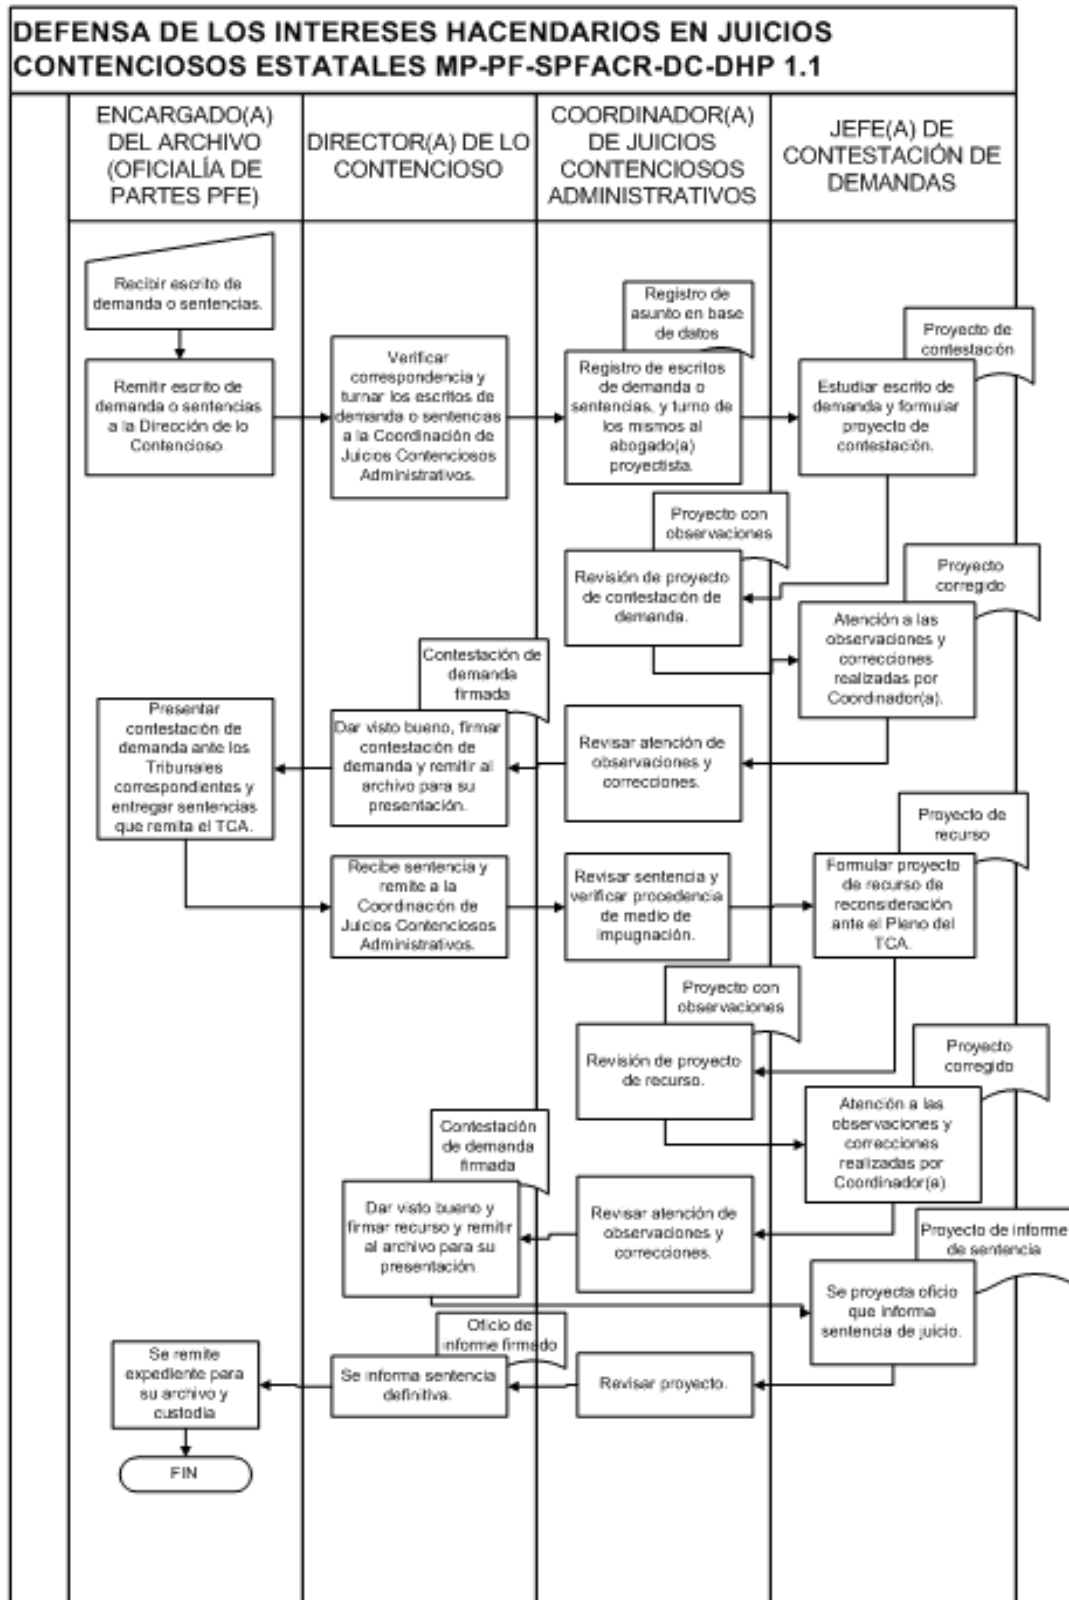 DEFENSA DE LOS INTERESES HACENDARIOS EN JUICIOS
CONTENCIOSOS ESTATALES MP-PF-SPFACR-DC-DHP 1.1
ENCARGADO(A)
DEL ARCHIVO
(OFICIALÍA DE
PARTES PFE)
DIRECTOR(A) DE LO
CONTENCIOSO
COORDINADOR(A)
DE JUICIOS
CONTENCIOSOS
ADMINISTRATIVOS
JEFE(A) DE
CONTESTACIÓN DE
DEMANDAS
Recibir escrito de
demanda o sentencias.
Remitir escrito de
demanda o sentencias
a la Dirección de lo
Contencioso
Verificar
correspondencia y
turnar los escritos de
demanda o sentencias
a la Coordinación de
Juicios Contenciosos
Administrativos.
Registro de
asunto en base
de datos
Registro de escritos
de demanda o
sentencias, y turno de
los mismos al
abogado(a)
proyectista.
Proyecto de
contestación
Estudiar escrito de
demanda y formular
proyecto de
contestación.
Proyecto con
observaciones
Revisión de proyecto
de contestación de
demanda.
Proyecto
corregido
Atención a las
observaciones y
correcciones
realizadas por
Coordinador(a).
Revisar atención de
observaciones y
correcciones.
Contestación de
demanda
firmada
Dar visto bueno, firmar
contestación de
demanda y remitir al
archivo para su
presentación.
Presentar
contestación de
demanda ante los
Tribunales
correspondientes y
entregar sentencias
que remita el TCA.
Recibe sentencia y
remite a la
Coordinación de
Juicios Contenciosos
Administrativos.
Revisar sentencia y
verificar procedencia
de medio de
impugnación.
Proyecto de
recurso
Formular proyecto
de recurso de
reconsideración
ante el Pleno del
TCA.
Proyecto con
observaciones
Revisión de proyecto
de recurso.
Proyecto
corregido
Atención a las
observaciones y
correcciones
realizadas por
Coordinador(a)
Revisar atención de
observaciones y
correcciones.
Contestación
de demanda
firmada
Dar visto bueno y
firmar recurso y remitir
al archivo para su
presentación.
Proyecto de informe
de sentencia
Se proyecta oficio
que informa
sentencia de juicio.
Revisar proyecto.
Oficio de
informe firmado
Se informa sentencia
definitiva.
Se remite
expediente para
su archivo y
custodia
FIN